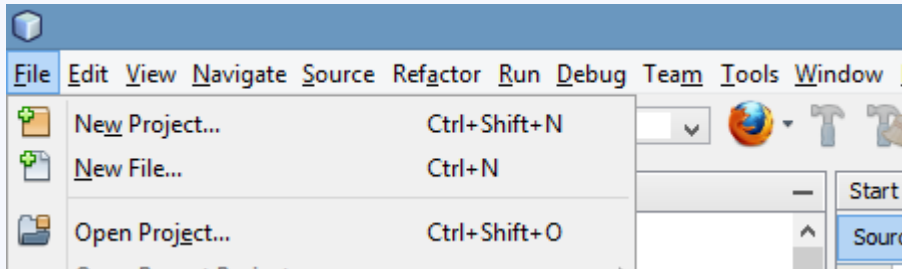 File Edit View Navigate Source Refactor Run Debug Team Tools Window
New Project... Ctrl+Shift+N
New File... Ctrl+N
Start
Open Project... Ctrl+Shift+O